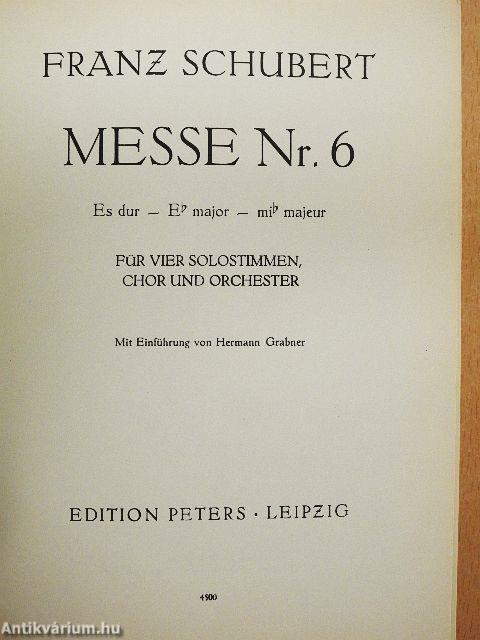 FRANZ SCHUBERT
MESSE Nr. 6
Es dur – E♭ major – mi♭ majeur
FÜR VIER SOLOSTIMMEN,
CHOR UND ORCHESTER
Mit Einführung von Hermann Grabner
EDITION PETERS · LEIPZIG
4500
Antikvárium.hu